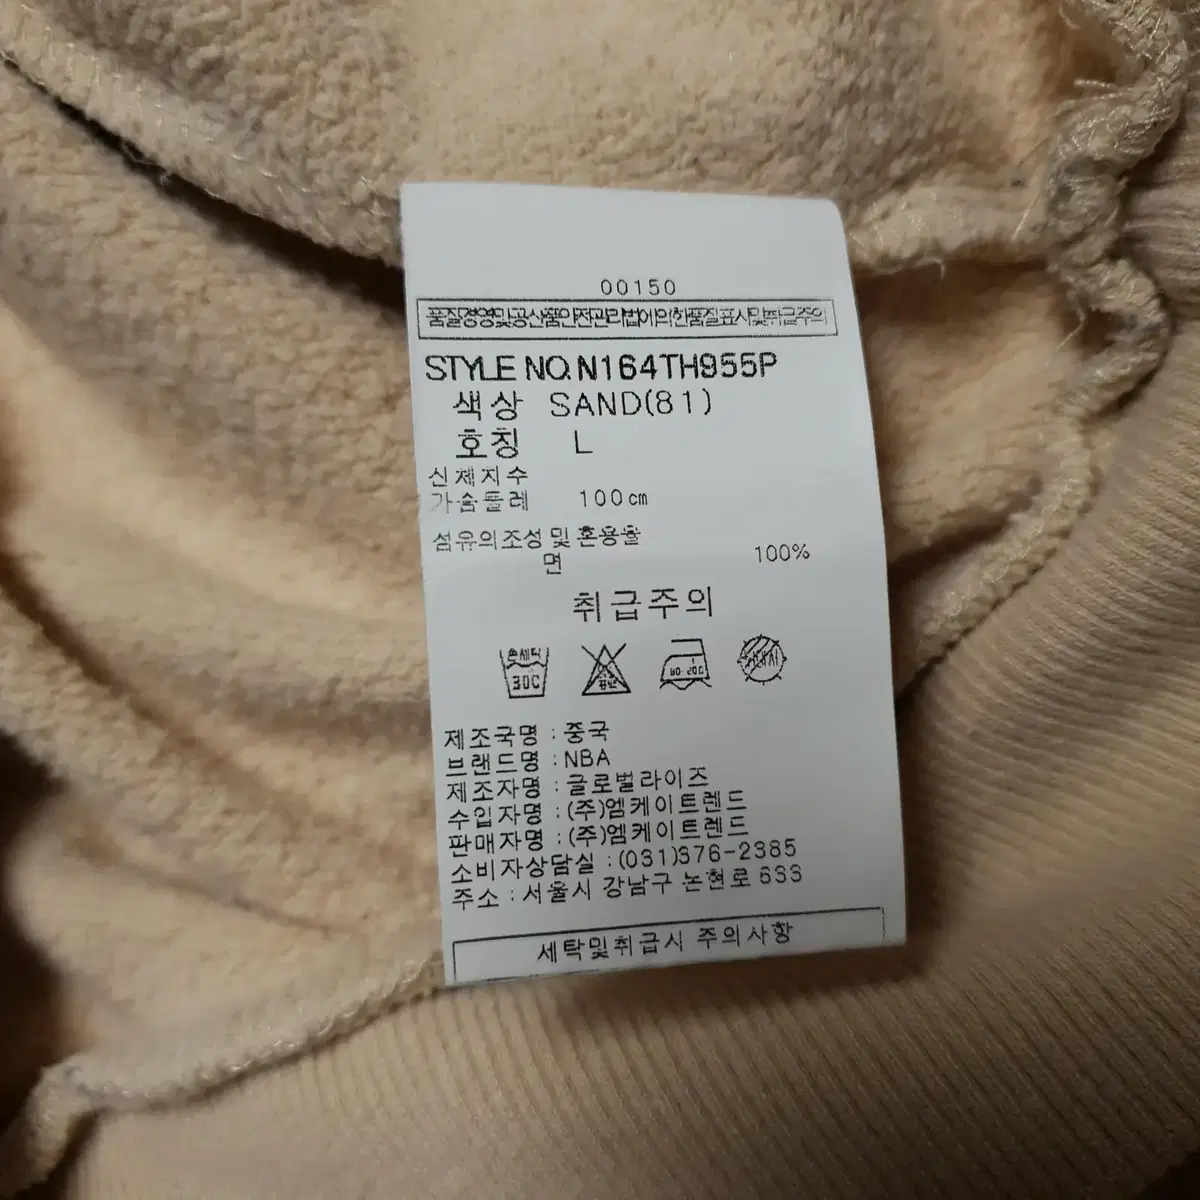 00150
품질경영및공산품안전관리법에의한품질표시및취급주의
STYLE NO.N164TH955P
색상 SAND(81)
호칭 L
신체치수
가슴둘레 100cm
섬유의조성및혼용율
면 100%
취급주의
손세탁
30C
80-20C
제조국명 : 중국
브랜드명 : NBA
제조자명 : 글로벌라이즈
수입자명 : (주)엠케이트렌드
판매자명 : (주)엠케이트렌드
소비자상담실 : (031)376-2385
주소 : 서울시 강남구 논현로 633
세탁및취급시 주의사항